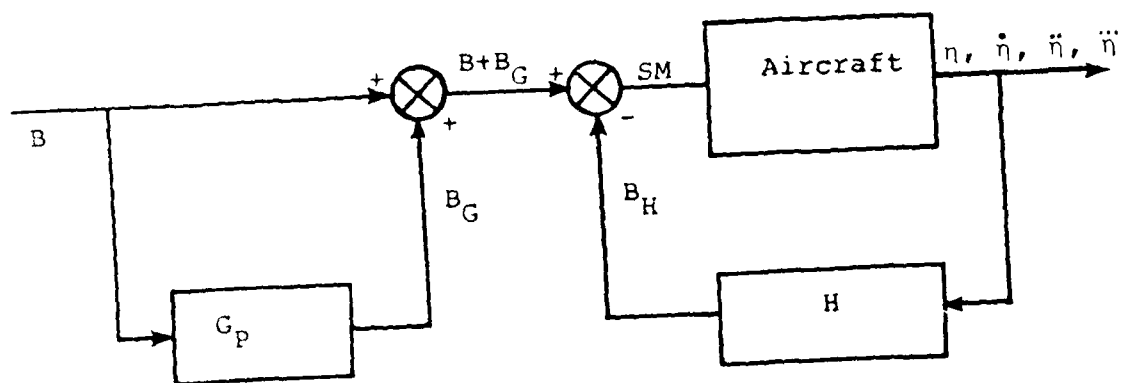 B
+
+
B+B_G
+
-
SM
Aircraft
η, η̇, η̈, η⃛
B_G
B_H
G_P
H